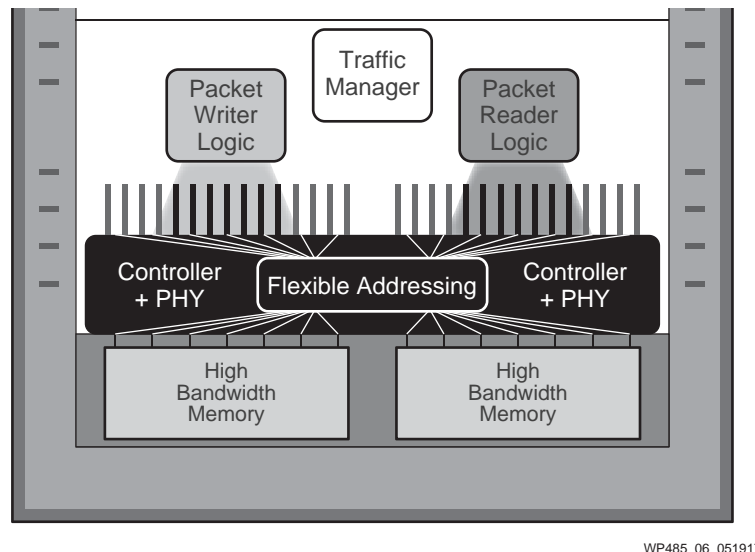 Traffic
Manager
Packet
Writer
Logic
Packet
Reader
Logic
Controller
+ PHY
Flexible Addressing
Controller
+ PHY
High
Bandwidth
Memory
High
Bandwidth
Memory
WP485_06_05191